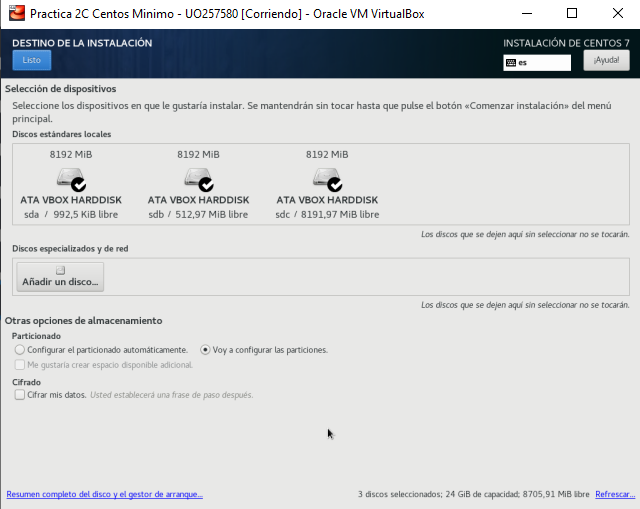 Practica 2C Centos Minimo - UO257580 [Corriendo] - Oracle VM VirtualBox
DESTINO DE LA INSTALACIÓN
INSTALACIÓN DE CENTOS 7
Listo
es
¡Ayuda!
Selección de dispositivos
Seleccione los dispositivos en que le gustaría instalar. Se mantendrán sin tocar hasta que pulse el botón «Comenzar instalación» del menú
principal.
Discos estándares locales
8192 MiB
ATA VBOX HARDDISK
sda / 992,5 KiB libre
8192 MiB
ATA VBOX HARDDISK
sdb / 512,97 MiB libre
8192 MiB
ATA VBOX HARDDISK
sdc / 8191,97 MiB libre
Los discos que se dejen aquí sin seleccionar no se tocarán.
Discos especializados y de red
Añadir un disco...
Los discos que se dejen aquí sin seleccionar no se tocarán.
Otras opciones de almacenamiento
Particionado
Configurar el particionado automáticamente.
Voy a configurar las particiones.
Me gustaría crear espacio disponible adicional.
Cifrado
Cifrar mis datos. Usted establecerá una frase de paso después.
Resumen completo del disco y el gestor de arranque...
3 discos seleccionados; 24 GiB de capacidad; 8705,91 MiB libre
Refrescar...